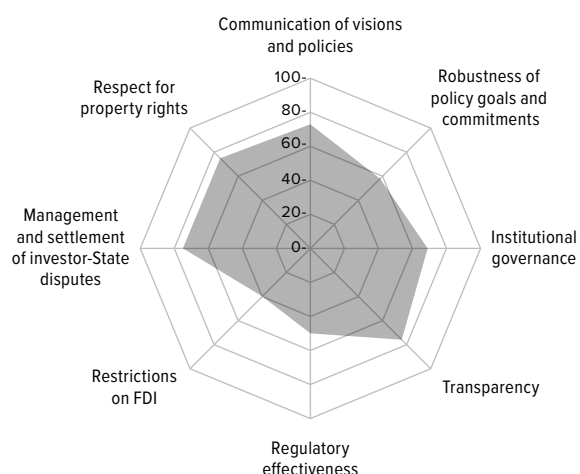 Communication of visions
and policies
Respect for
property rights
Robustness of
policy goals and
commitments
100-
80-
60-
40-
20-
0-
Management
and settlement
of investor-State
disputes
Institutional
governance
Restrictions
on FDI
Transparency
Regulatory
effectiveness